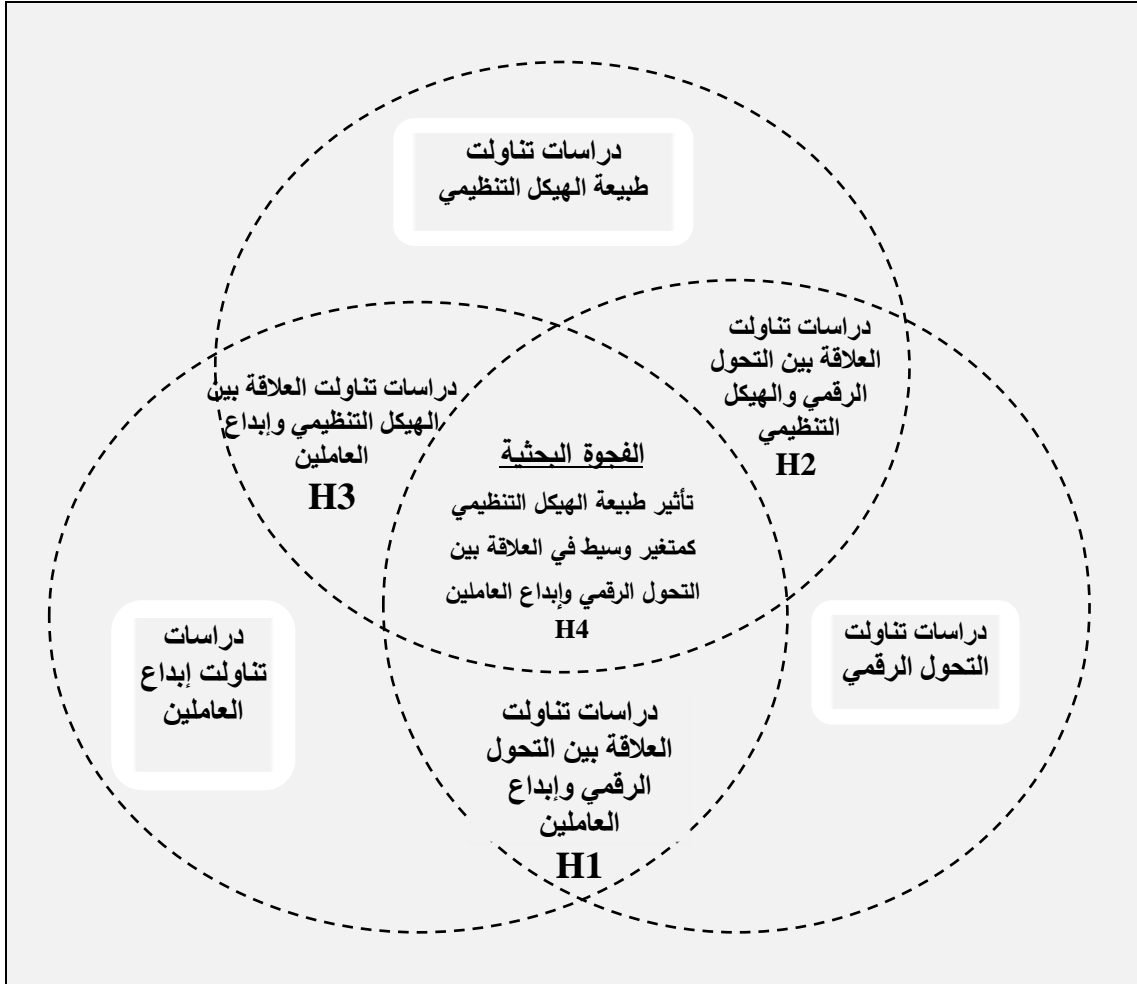 دراسات تناولت
طبيعة الهيكل التنظيمي
دراسات تناولت
العلاقة بين التحول
الرقمي والهيكل
التنظيمي
H2
دراسات تناولت العلاقة بين
الهيكل التنظيمي وإبداع
العاملين
H3
الفجوة البحثية
تأثير طبيعة الهيكل التنظيمي
كمتغير وسيط في العلاقة بين
التحول الرقمي وإبداع العاملين
H4
دراسات تناولت
التحول الرقمي
دراسات
تناولت إبداع
العاملين
دراسات تناولت
العلاقة بين التحول
الرقمي وإبداع
العاملين
H1